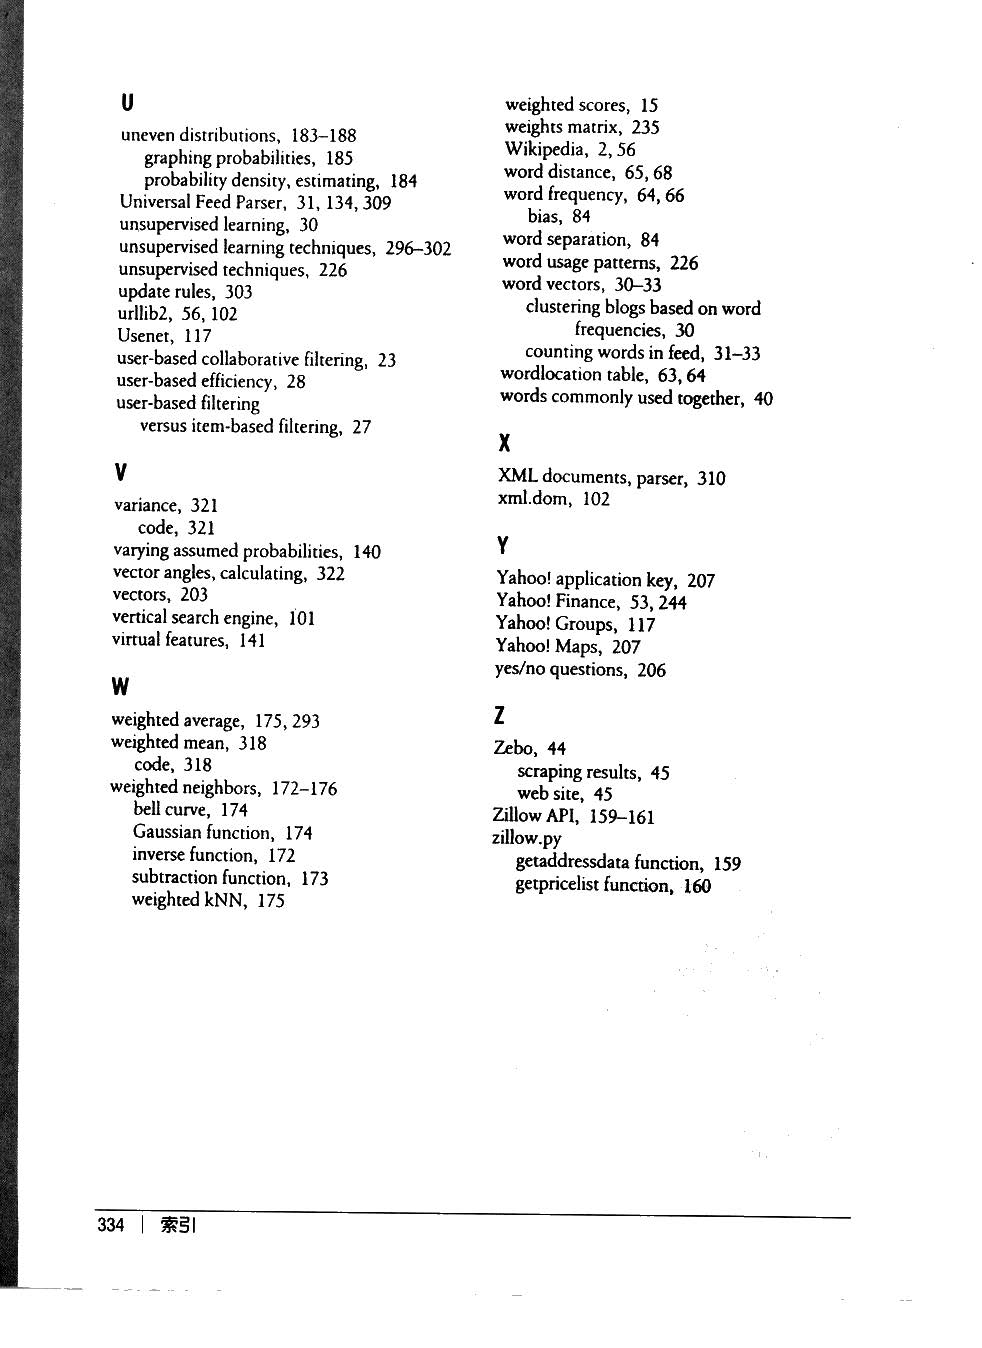 U
uneven distributions, 183–188
graphing probabilities, 185
probability density, estimating, 184
Universal Feed Parser, 31, 134, 309
unsupervised learning, 30
unsupervised learning techniques, 296–302
unsupervised techniques, 226
update rules, 303
urllib2, 56, 102
Usenet, 117
user-based collaborative filtering, 23
user-based efficiency, 28
user-based filtering
versus item-based filtering, 27
V
variance, 321
code, 321
varying assumed probabilities, 140
vector angles, calculating, 322
vectors, 203
vertical search engine, 101
virtual features, 141
W
weighted average, 175, 293
weighted mean, 318
code, 318
weighted neighbors, 172–176
bell curve, 174
Gaussian function, 174
inverse function, 172
subtraction function, 173
weighted kNN, 175
weighted scores, 15
weights matrix, 235
Wikipedia, 2, 56
word distance, 65, 68
word frequency, 64, 66
bias, 84
word separation, 84
word usage patterns, 226
word vectors, 30–33
clustering blogs based on word
frequencies, 30
counting words in feed, 31–33
wordlocation table, 63, 64
words commonly used together, 40
X
XML documents, parser, 310
xml.dom, 102
Y
Yahoo! application key, 207
Yahoo! Finance, 53, 244
Yahoo! Groups, 117
Yahoo! Maps, 207
yes/no questions, 206
Z
Zebo, 44
scraping results, 45
web site, 45
Zillow API, 159–161
zillow.py
getaddressdata function, 159
getpricelist function, 160
334 | 索引